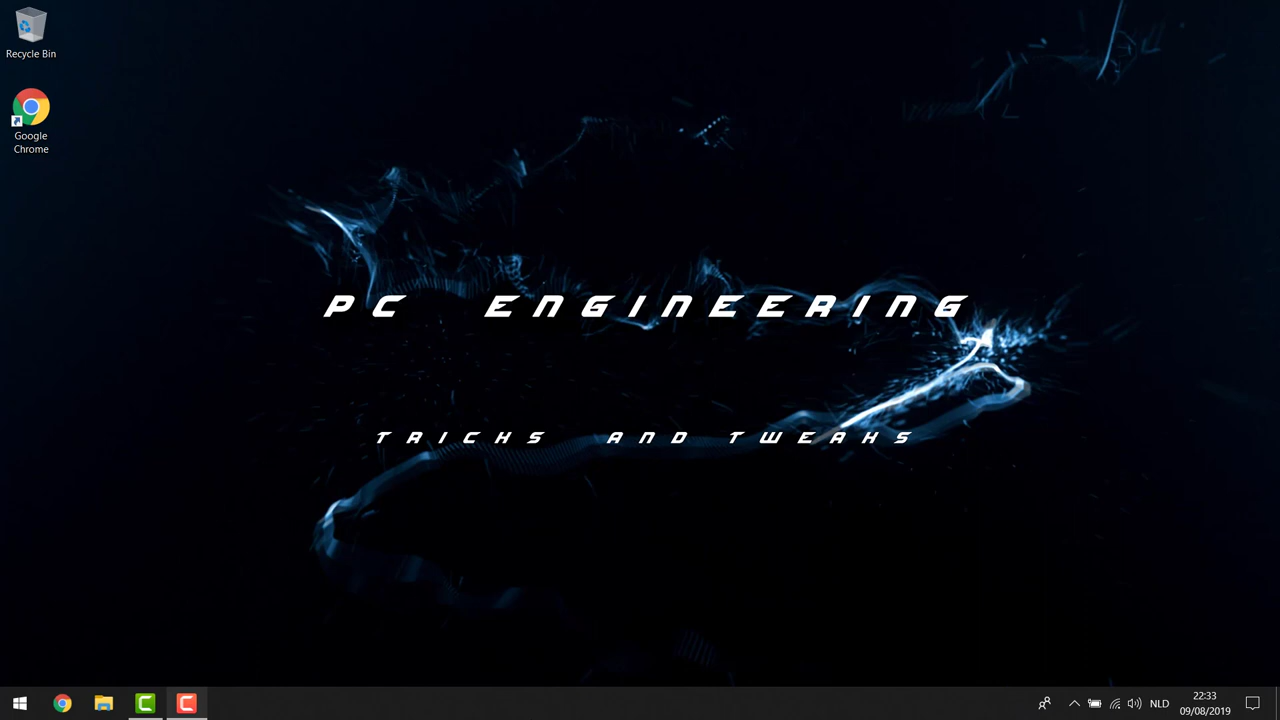 Recycle Bin
Google
Chrome
PC ENGINEERING
TRICKS AND TWEAKS
NLD
22:33
09/08/2019